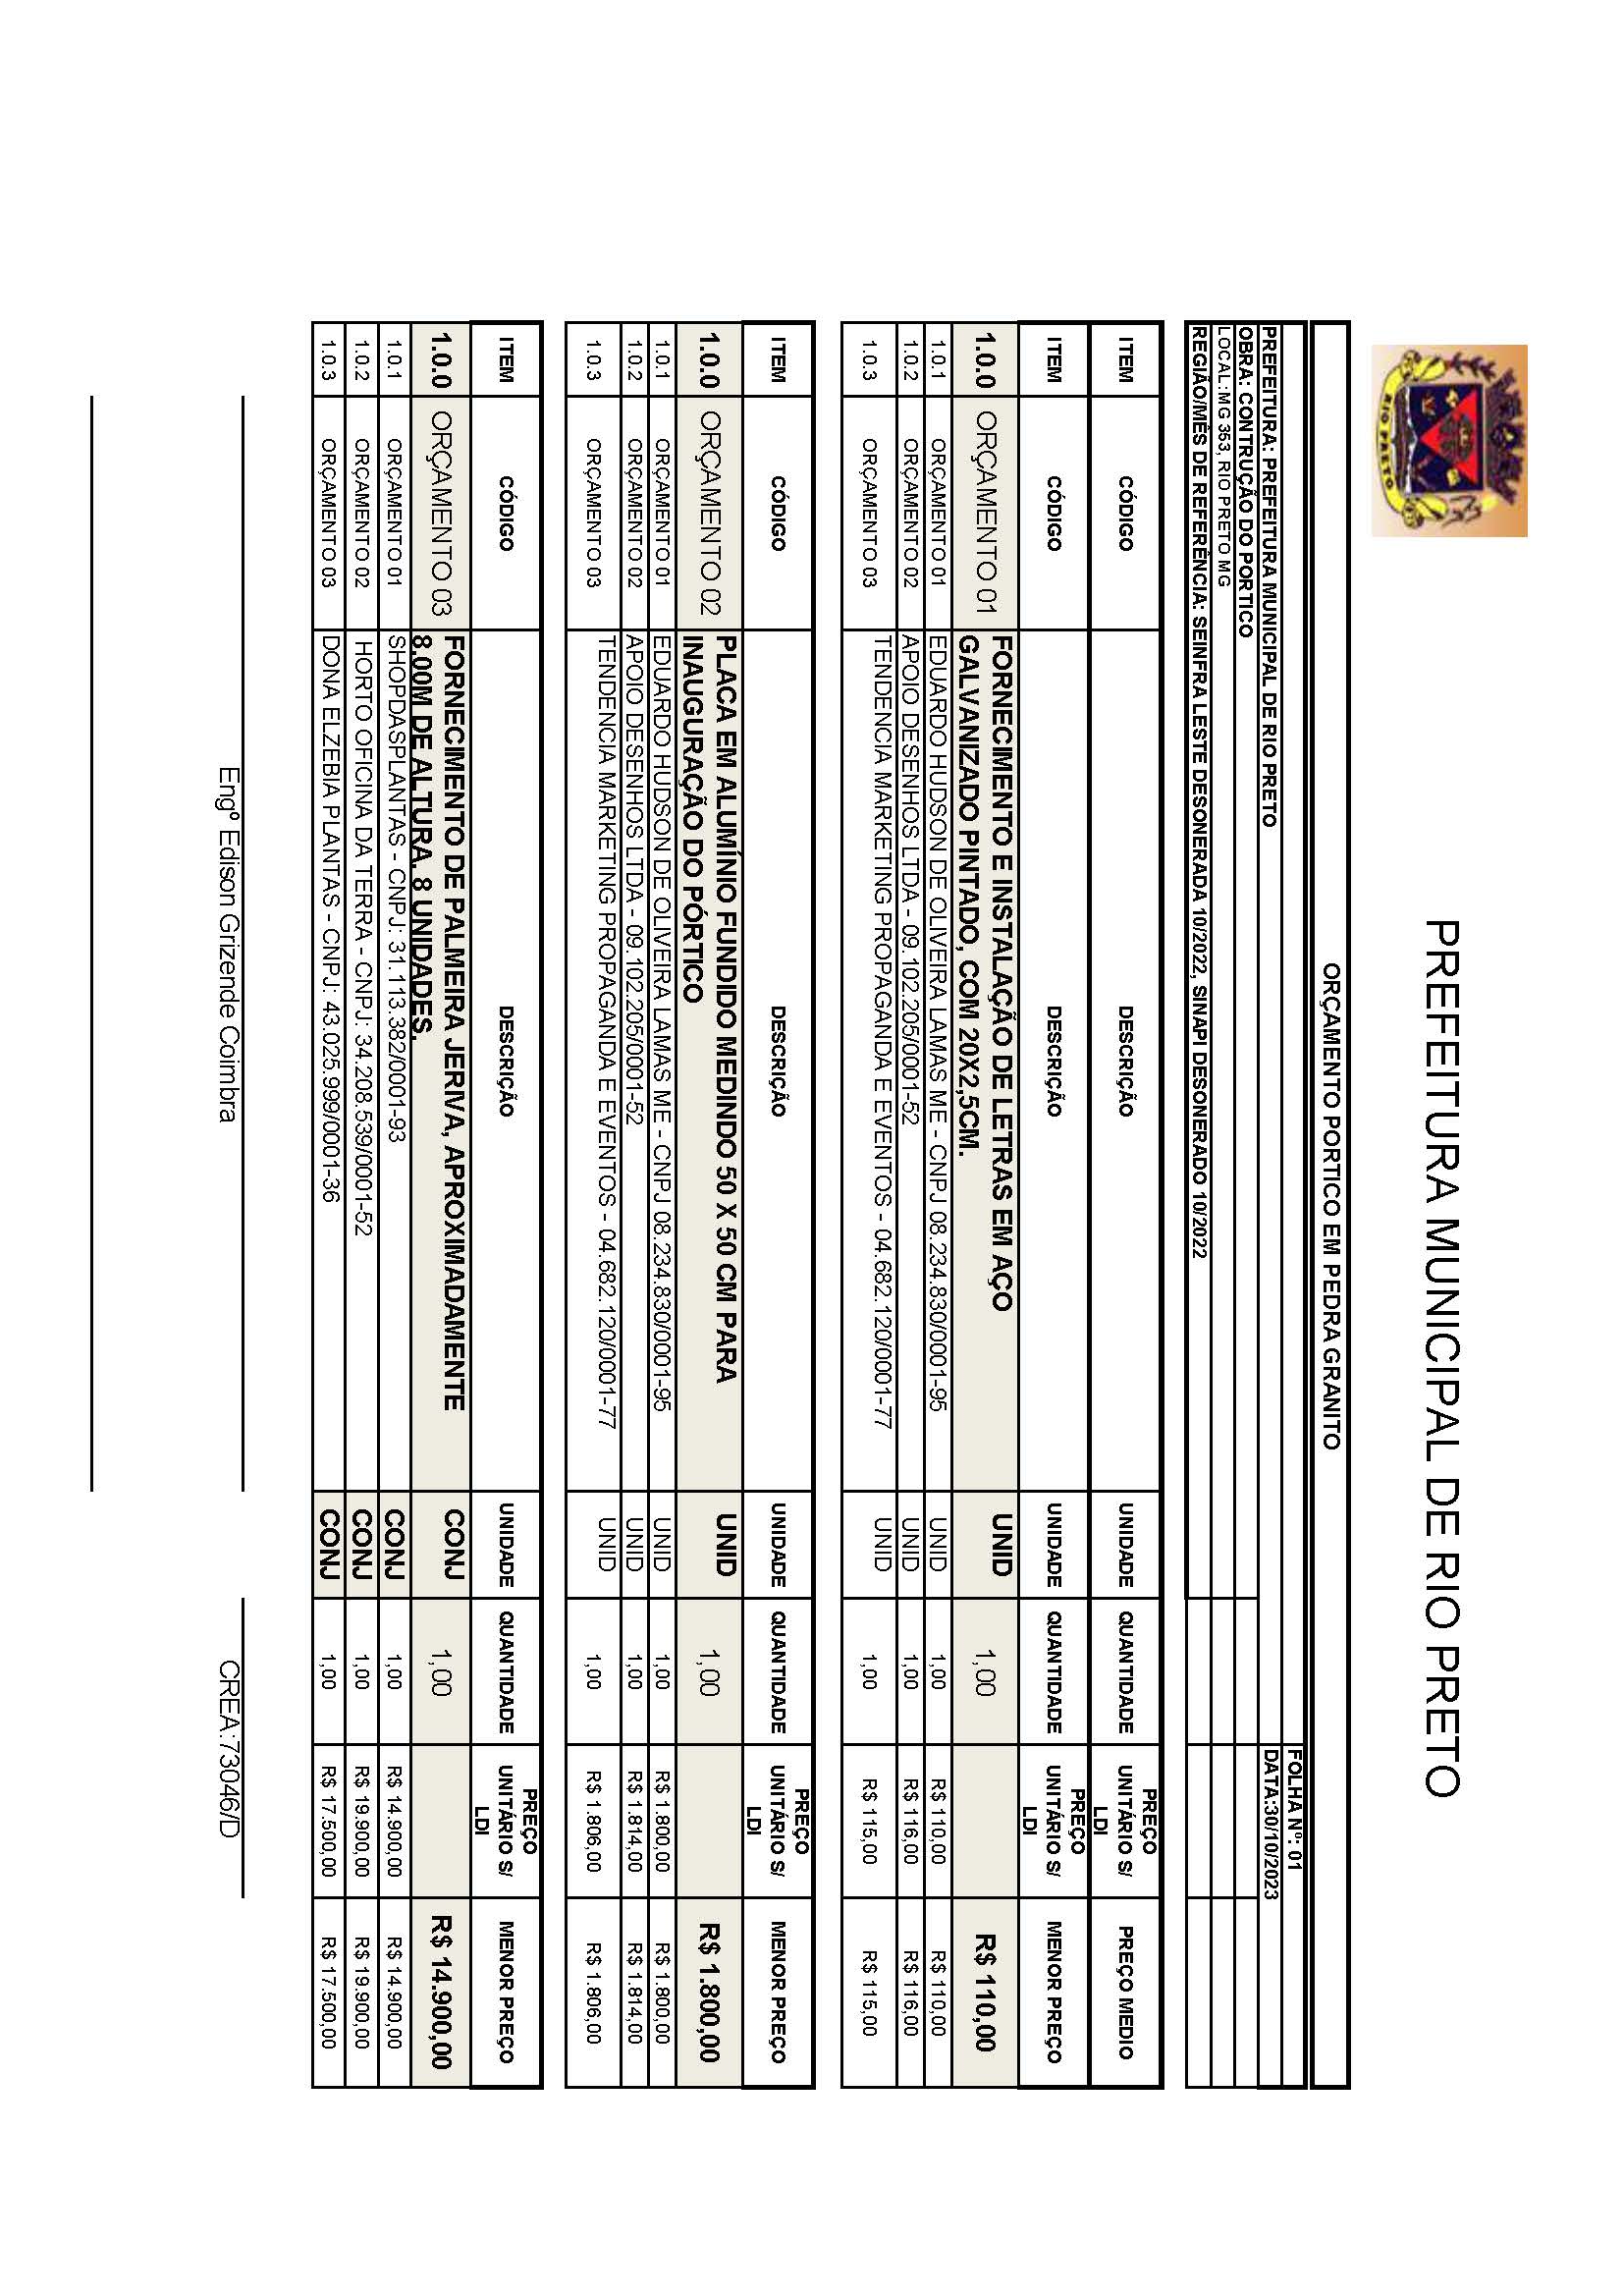 PREFEITURA MUNICIPAL DE RIO PRETO
RIO PRETO
ORÇAMENTO PORTICO EM PEDRA GRANITO
FOLHA Nº: 01
PREFEITURA: PREFEITURA MUNICIPAL DE RIO PRETO DATA:30/10/2023
OBRA: CONTRUÇÃO DO PORTICO
LOCAL:MG 353, RIO PRETO MG
REGIÃO/MÊS DE REFERÊNCIA: SEINFRA LESTE DESONERADA 10/2022, SINAPI DESONERADO 10/2022
ITEM CÓDIGO DESCRIÇÃO UNIDADE QUANTIDADE PREÇO UNITÁRIO S/ LDI PREÇO MEDIO
ITEM CÓDIGO DESCRIÇÃO UNIDADE QUANTIDADE PREÇO UNITÁRIO S/ LDI MENOR PREÇO
1.0.0 ORÇAMENTO 01 FORNECIMENTO E INSTALAÇÃO DE LETRAS EM AÇO GALVANIZADO PINTADO, COM 20X2,5CM. UNID 1,00 R$ 110,00
1.0.1 ORÇAMENTO 01 EDUARDO HUDSON DE OLIVEIRA LAMAS ME - CNPJ 08.234.830/0001-95 UNID 1,00 R$ 110,00 R$ 110,00
1.0.2 ORÇAMENTO 02 APOIO DESENHOS LTDA - 09.102.205/0001-52 UNID 1,00 R$ 116,00 R$ 116,00
1.0.3 ORÇAMENTO 03 TENDENCIA MARKETING PROPAGANDA E EVENTOS - 04.682.120/0001-77 UNID 1,00 R$ 115,00 R$ 115,00
ITEM CÓDIGO DESCRIÇÃO UNIDADE QUANTIDADE PREÇO UNITÁRIO S/ LDI MENOR PREÇO
1.0.0 ORÇAMENTO 02 PLACA EM ALUMÍNIO FUNDIDO MEDINDO 50 X 50 CM PARA INAUGURAÇÃO DO PÓRTICO UNID 1,00 R$ 1.800,00
1.0.1 ORÇAMENTO 01 EDUARDO HUDSON DE OLIVEIRA LAMAS ME - CNPJ 08.234.830/0001-95 UNID 1,00 R$ 1.800,00 R$ 1.800,00
1.0.2 ORÇAMENTO 02 APOIO DESENHOS LTDA - 09.102.205/0001-52 UNID 1,00 R$ 1.814,00 R$ 1.814,00
1.0.3 ORÇAMENTO 03 TENDENCIA MARKETING PROPAGANDA E EVENTOS - 04.682.120/0001-77 UNID 1,00 R$ 1.806,00 R$ 1.806,00
ITEM CÓDIGO DESCRIÇÃO UNIDADE QUANTIDADE PREÇO UNITÁRIO S/ LDI MENOR PREÇO
1.0.0 ORÇAMENTO 03 FORNECIMENTO DE PALMEIRA JERIVA, APROXIMADAMENTE 8.00M DE ALTURA. 8 UNIDADES. CONJ 1,00 R$ 14.900,00
1.0.1 ORÇAMENTO 01 SHOPDASPLANTAS - CNPJ: 31.113.382/0001-93 CONJ 1,00 R$ 14.900,00 R$ 14.900,00
1.0.2 ORÇAMENTO 02 HORTO OFICINA DA TERRA - CNPJ: 34.208.539/0001-52 CONJ 1,00 R$ 19.900,00 R$ 19.900,00
1.0.3 ORÇAMENTO 03 DONA ELZEBIA PLANTAS - CNPJ: 43.025.999/0001-36 CONJ 1,00 R$ 17.500,00 R$ 17.500,00
Engº Edison Grizende Coimbra CREA:73046/D